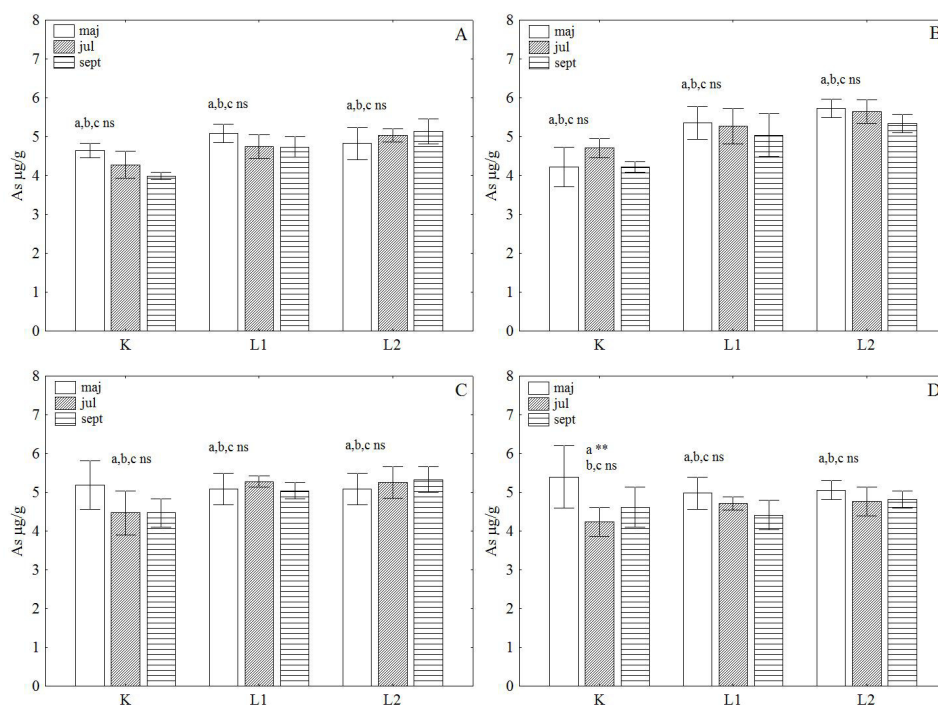 A
maj
jul
sept
a,b,c ns
a,b,c ns
a,b,c ns
As µg/g
8
7
6
5
4
3
2
1
0
K L1 L2
B
maj
jul
sept
a,b,c ns
a,b,c ns
a,b,c ns
As µg/g
8
7
6
5
4
3
2
1
0
K L1 L2
C
maj
jul
sept
a,b,c ns
a,b,c ns
a,b,c ns
As µg/g
8
7
6
5
4
3
2
1
0
K L1 L2
D
maj
jul
sept
a **
b,c ns
a,b,c ns
a,b,c ns
As µg/g
8
7
6
5
4
3
2
1
0
K L1 L2